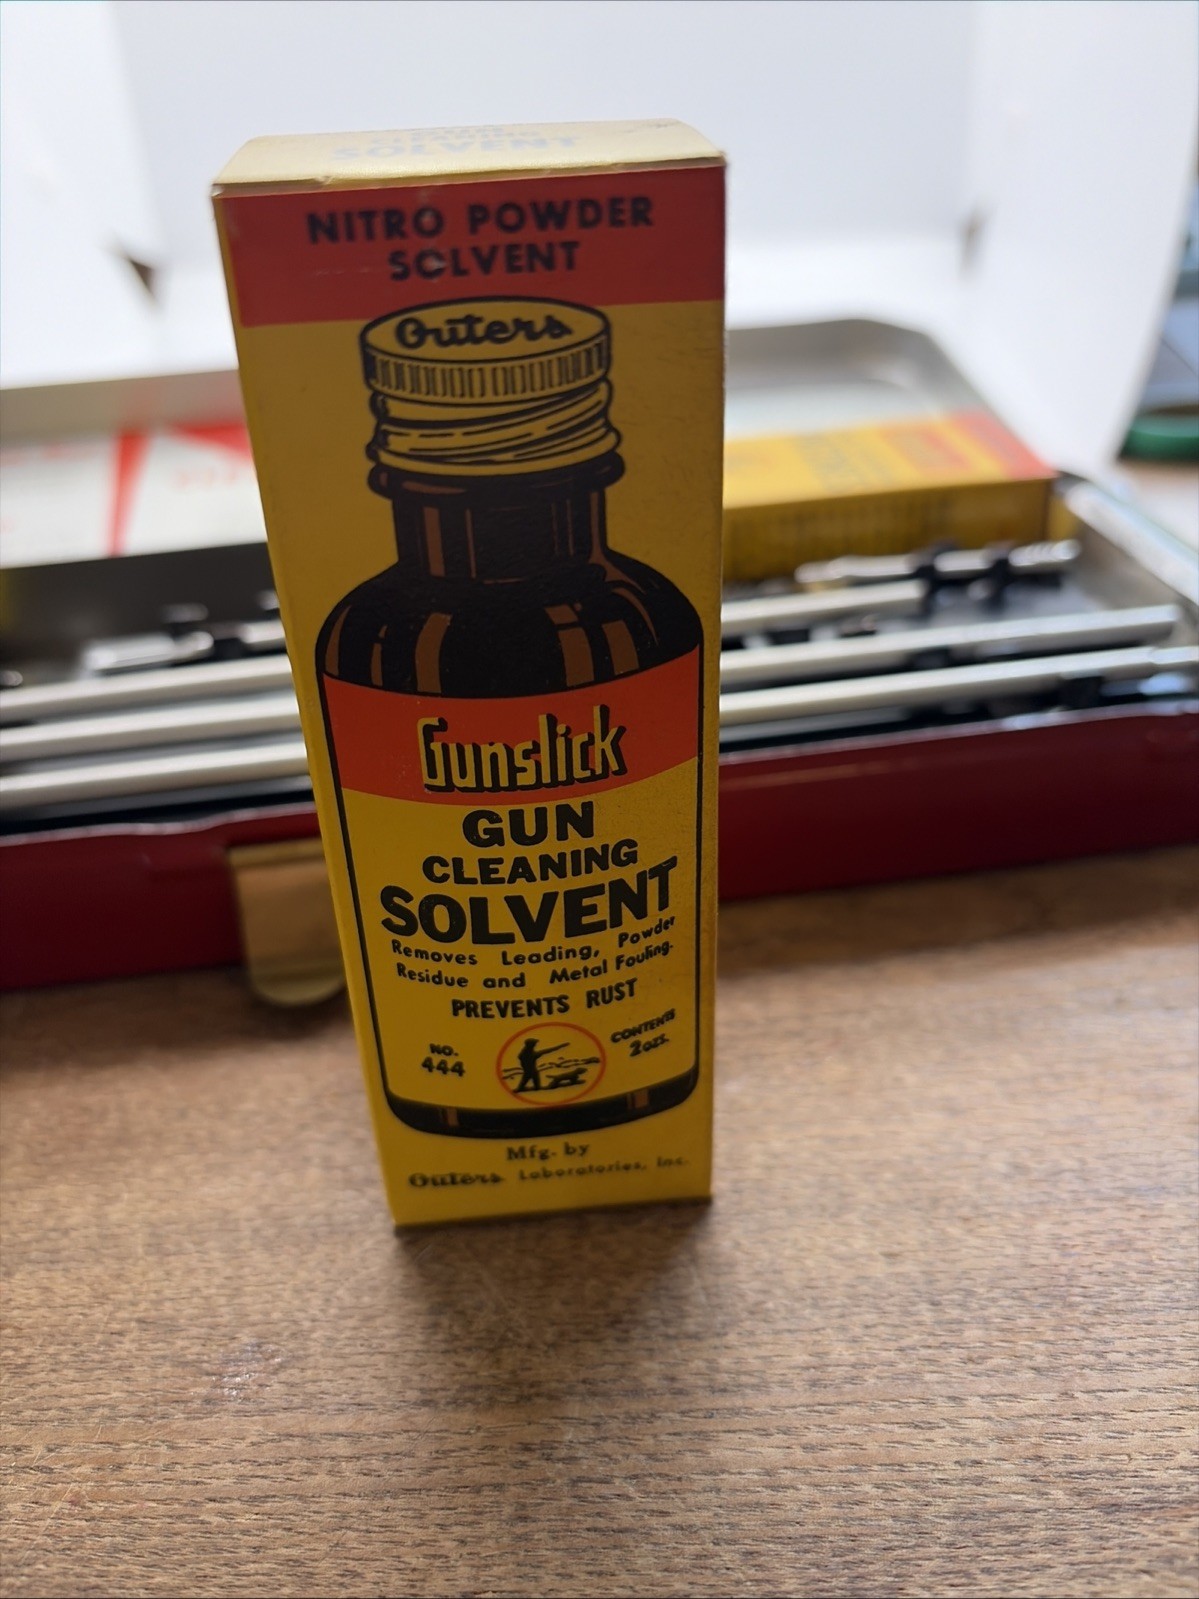 SOLVENT
NITRO POWDER
SOLVENT
Outers
Gunslick
GUN
CLEANING
SOLVENT
Removes Leading, Powder
Residue and Metal Fouling.
PREVENTS RUST
NO.
444
CONTENTS
2ozs.
Mfg. by
Outers Laboratories, Inc.